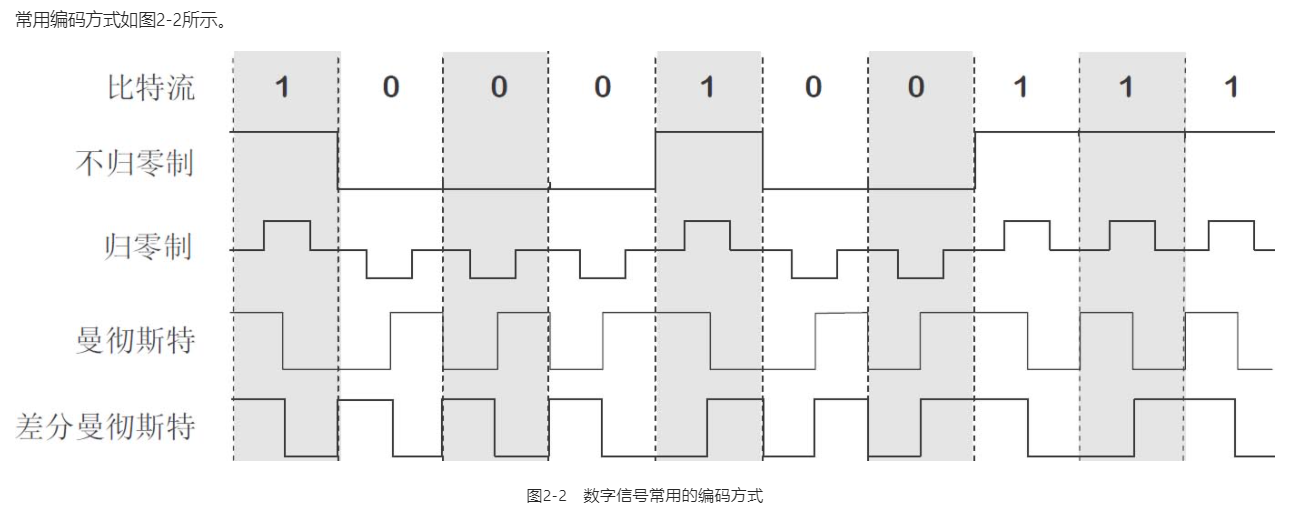 常用编码方式如图2-2所示。
比特流 1 0 0 0 1 0 0 1 1 1
不归零制
归零制
曼彻斯特
差分曼彻斯特
图2-2 数字信号常用的编码方式